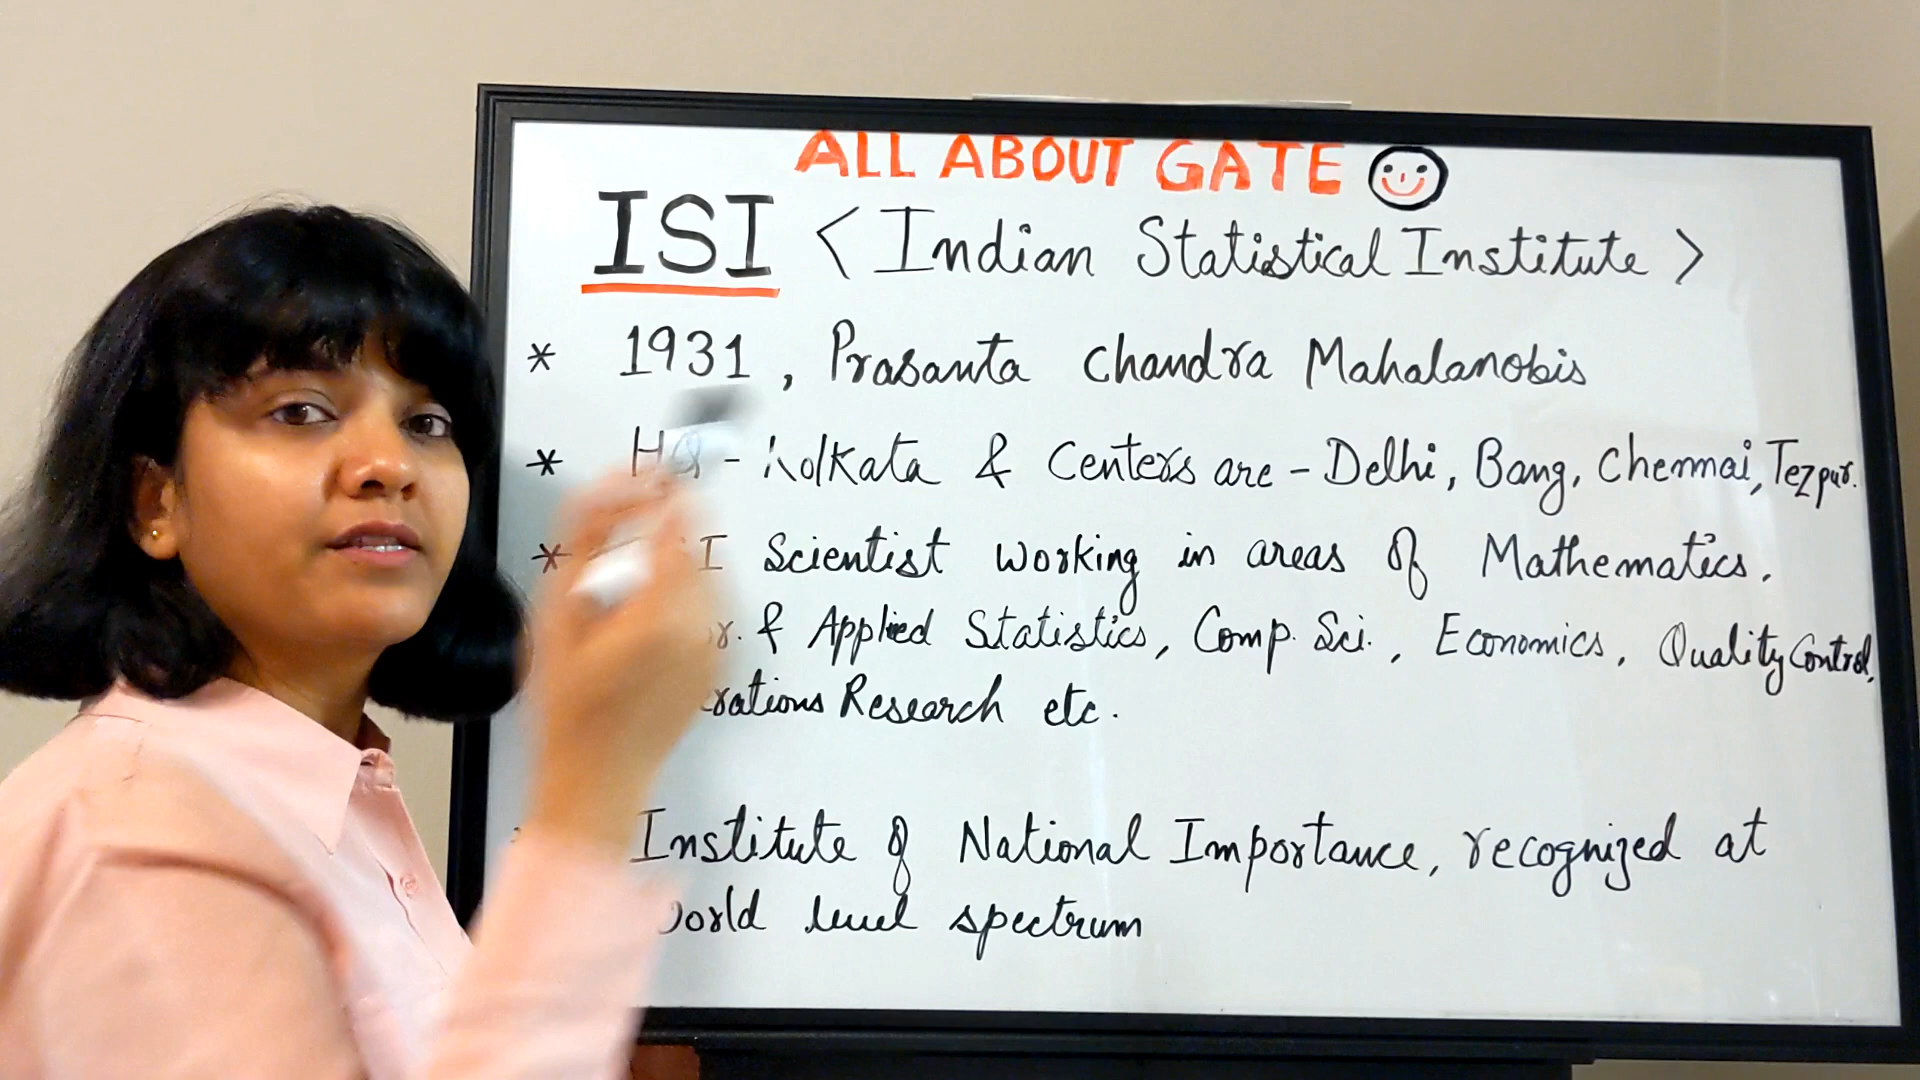 ALL ABOUT GATE
ISI < Indian Statistical Institute >
* 1931, Prasanta Chandra Mahalanobis
* HQ - Kolkata & Centers are - Delhi, Bang, Chennai, Tezpur.
* Scientist working in areas of Mathematics,
& Applied Statistics, Comp. Sci., Economics, Quality Control,
Research etc.
Institute of National Importance, recognized at
world level spectrum